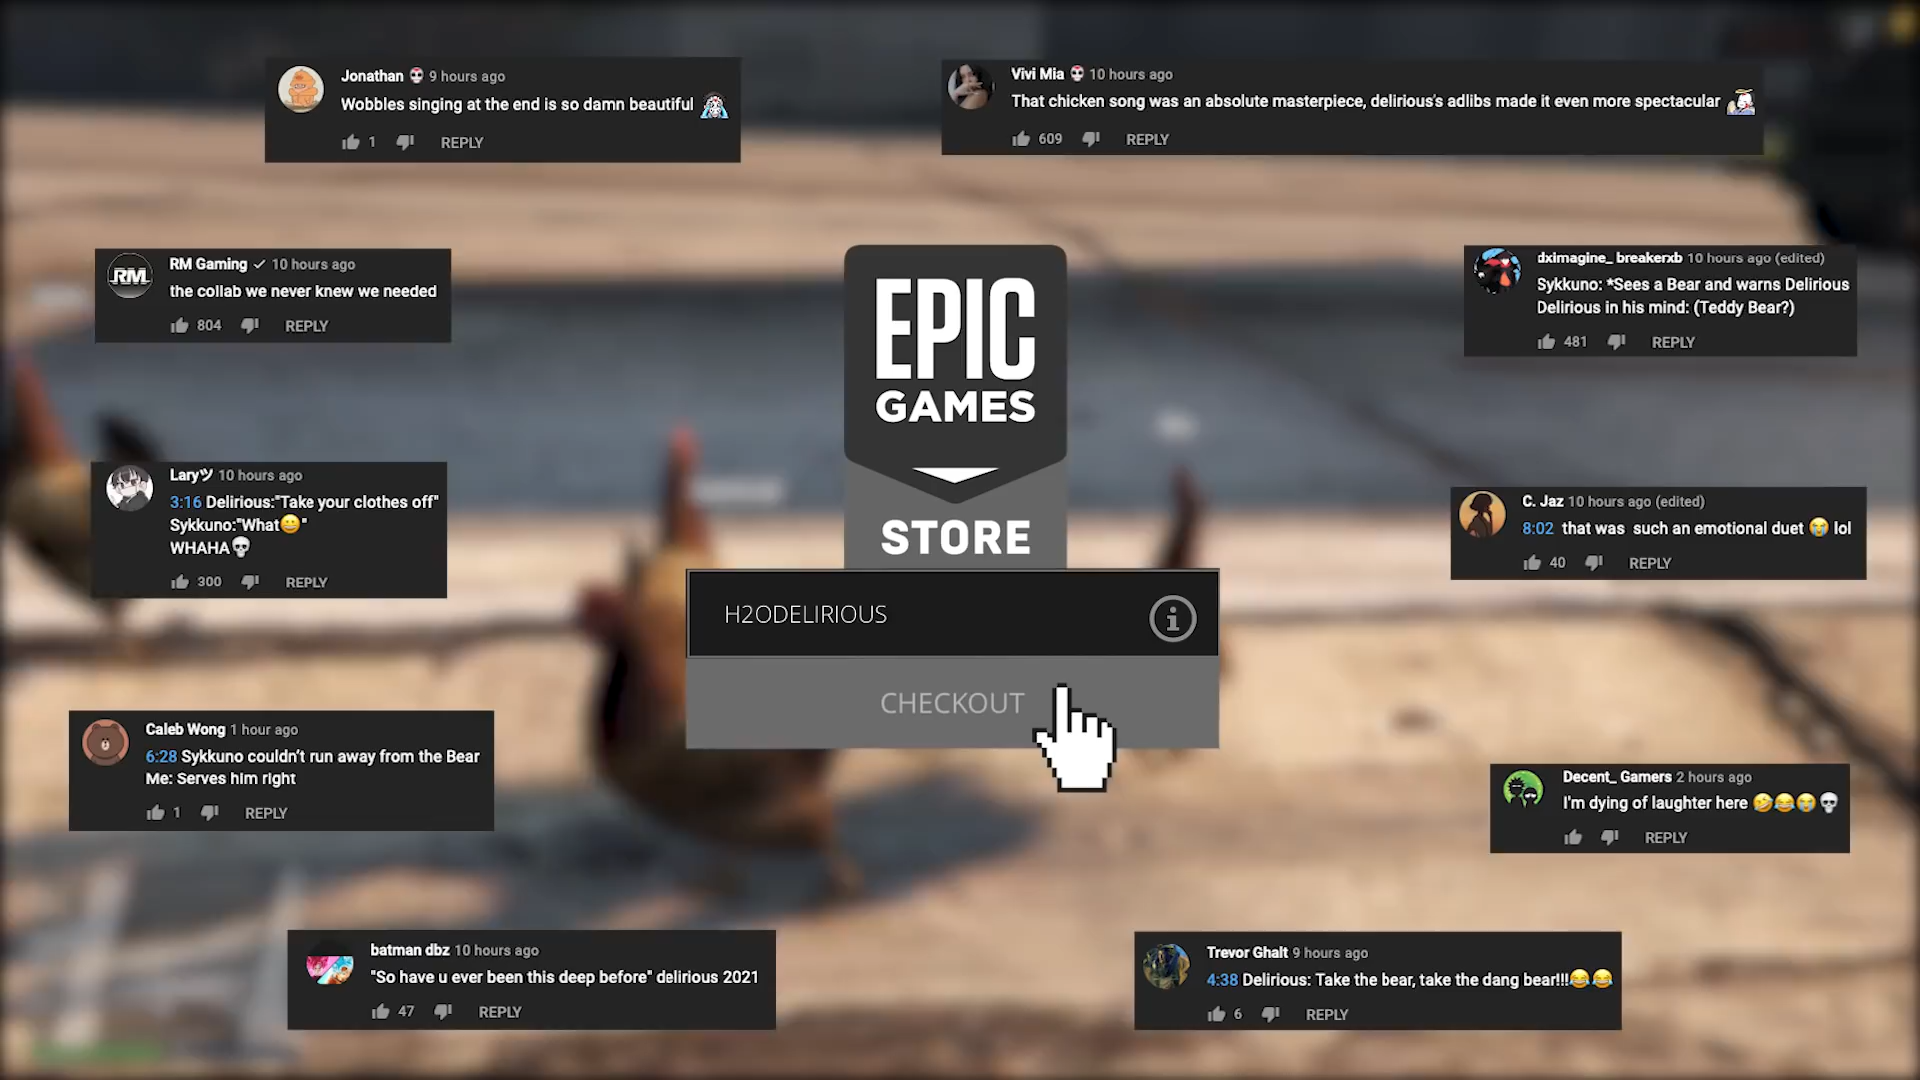 Jonathan 9 hours ago
Wobbles singing at the end is so damn beautiful
1 REPLY
Vivi Mia 10 hours ago
That chicken song was an absolute masterpiece, delirious's adlibs made it even more spectacular
609 REPLY
RM
RM Gaming 10 hours ago
the collab we never knew we needed
804 REPLY
dximagine_ breakerxb 10 hours ago (edited)
Sykkuno: *Sees a Bear and warns Delirious
Delirious in his mind: (Teddy Bear?)
481 REPLY
EPIC
GAMES
STORE
H2ODELIRIOUS
CHECKOUT
Laryツ 10 hours ago
3:16 Delirious:"Take your clothes off"
Sykkuno:"What😀"
WHAHA💀
300 REPLY
C. Jaz 10 hours ago (edited)
8:02 that was such an emotional duet 😭 lol
40 REPLY
Caleb Wong 1 hour ago
6:28 Sykkuno couldn't run away from the Bear
Me: Serves him right
1 REPLY
Decent_ Gamers 2 hours ago
I'm dying of laughter here 🤣😂😭💀
REPLY
batman dbz 10 hours ago
"So have u ever been this deep before" delirious 2021
47 REPLY
Trevor Ghalt 9 hours ago
4:38 Delirious: Take the bear, take the dang bear!!!😂😂
6 REPLY